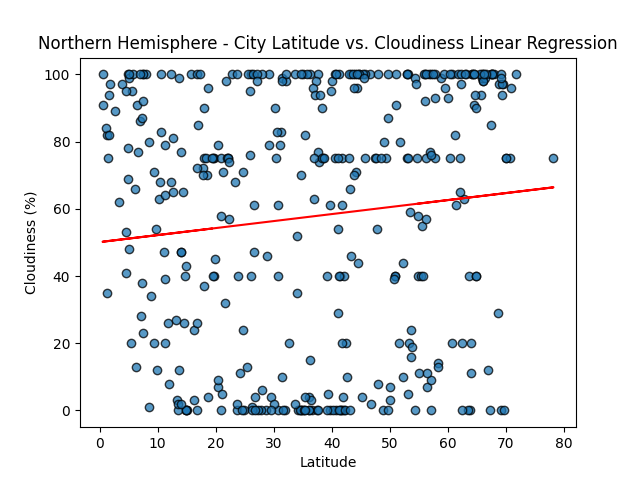 Northern Hemisphere - City Latitude vs. Cloudiness Linear Regression
100
80
60
40
20
0
Cloudiness (%)
0 10 20 30 40 50 60 70 80
Latitude